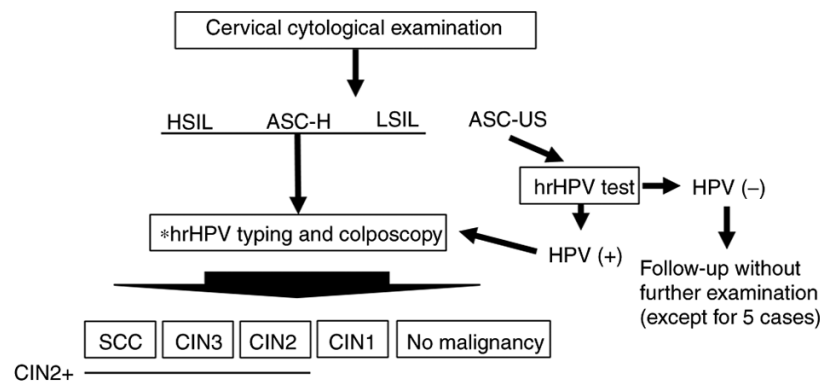 Cervical cytological examination
HSIL ASC-H LSIL ASC-US
hrHPV test HPV (–)
*hrHPV typing and colposcopy
HPV (+)
Follow-up without
further examination
(except for 5 cases)
SCC CIN3 CIN2 CIN1 No malignancy
CIN2+